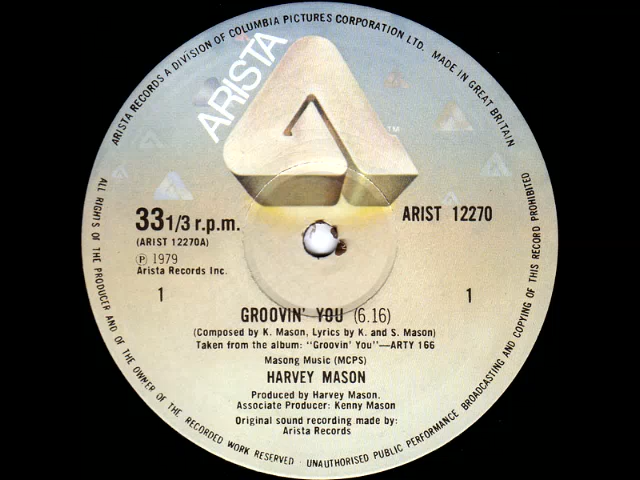 ARISTA RECORDS A DIVISION OF COLUMBIA PICTURES CORPORATION LTD. MADE IN GREAT BRITAIN
ARISTA
TM
33 1/3 r.p.m.
(ARIST 12270A)
ARIST 12270
℗ 1979
Arista Records Inc.
1
1
GROOVIN' YOU (6.16)
(Composed by K. Mason, Lyrics by K. and S. Mason)
Taken from the album: "Groovin' You"—ARTY 166
Masong Music (MCPS)
HARVEY MASON
Produced by Harvey Mason.
Associate Producer: Kenny Mason
Original sound recording made by:
Arista Records
ALL RIGHTS OF THE PRODUCER AND OF THE OWNER OF THE RECORDED WORK RESERVED · UNAUTHORISED PUBLIC PERFORMANCE BROADCASTING AND COPYING OF THIS RECORD PROHIBITED